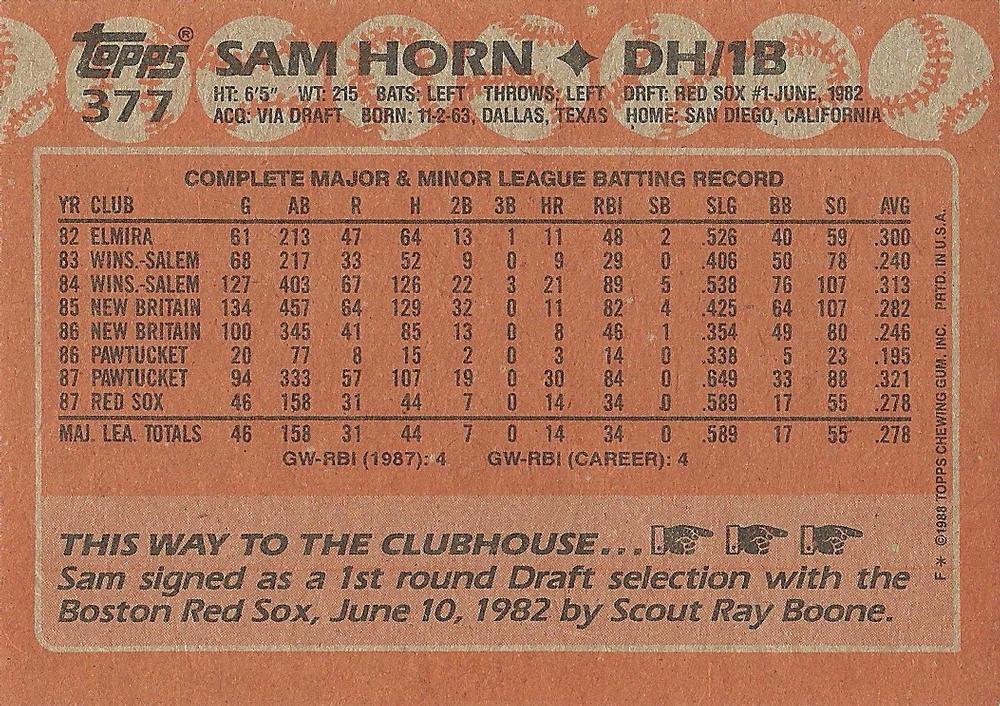 topps® SAM HORN ✦ DH/1B
377 HT: 6'5" WT: 215 BATS: LEFT THROWS: LEFT DRFT: RED SOX #1-JUNE, 1982
ACQ: VIA DRAFT BORN: 11-2-63, DALLAS, TEXAS HOME: SAN DIEGO, CALIFORNIA
COMPLETE MAJOR & MINOR LEAGUE BATTING RECORD
YR CLUB G AB R H 2B 3B HR RBI SB SLG BB SO AVG
82 ELMIRA 61 213 47 64 13 1 11 48 2 .526 40 59 .300
83 WINS.-SALEM 68 217 33 52 9 0 9 29 0 .406 50 78 .240
84 WINS.-SALEM 127 403 67 126 22 3 21 89 5 .538 76 107 .313
85 NEW BRITAIN 134 457 64 129 32 0 11 82 4 .425 64 107 .282
86 NEW BRITAIN 100 345 41 85 13 0 8 46 1 .354 49 80 .246
86 PAWTUCKET 20 77 8 15 2 0 3 14 0 .338 5 23 .195
87 PAWTUCKET 94 333 57 107 19 0 30 84 0 .649 33 88 .321
87 RED SOX 46 158 31 44 7 0 14 34 0 .589 17 55 .278
MAJ. LEA. TOTALS 46 158 31 44 7 0 14 34 0 .589 17 55 .278
GW-RBI (1987): 4 GW-RBI (CAREER): 4
THIS WAY TO THE CLUBHOUSE...
Sam signed as a 1st round Draft selection with the
Boston Red Sox, June 10, 1982 by Scout Ray Boone.
F * ©1988 TOPPS CHEWING GUM, INC. PRTD. IN U.S.A.